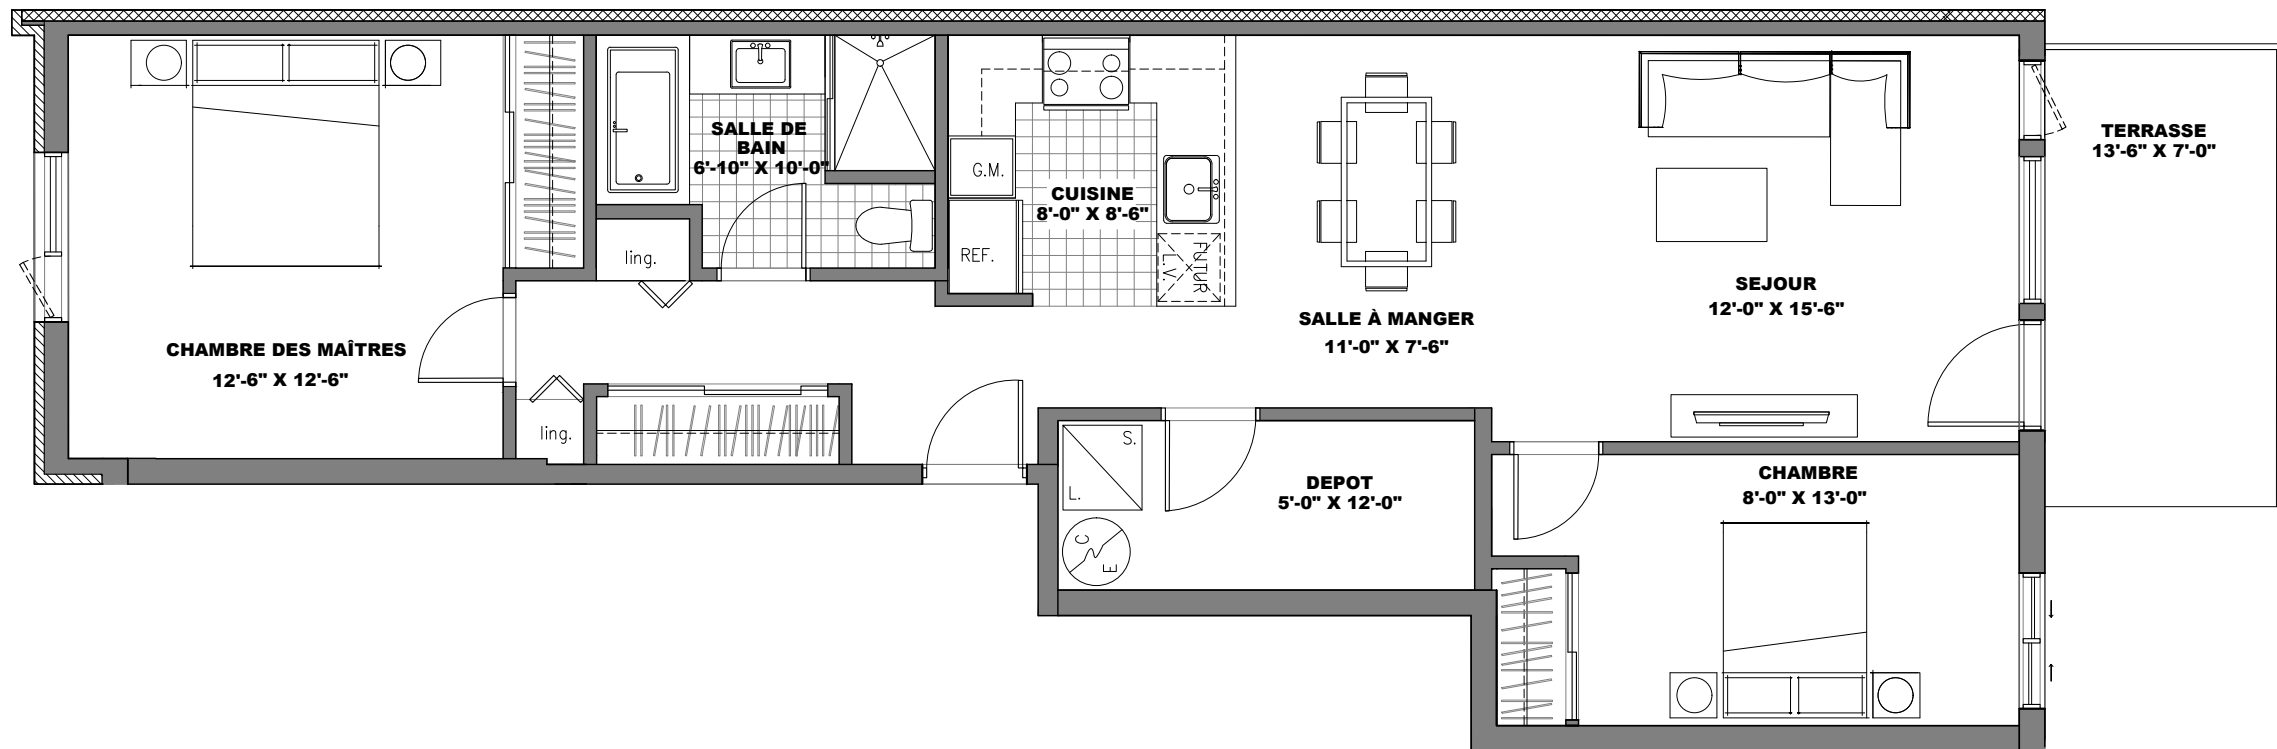 SALLE DE
BAIN
6'-10" X 10'-0"
TERRASSE
13'-6" X 7'-0"
G.M.
CUISINE
8'-0" X 8'-6"
REF.
FUTUR
L.V.
ling.
SEJOUR
12'-0" X 15'-6"
SALLE À MANGER
11'-0" X 7'-6"
CHAMBRE DES MAÎTRES
12'-6" X 12'-6"
ling.
S.
L.
DEPOT
5'-0" X 12'-0"
CHAMBRE
8'-0" X 13'-0"
C
E